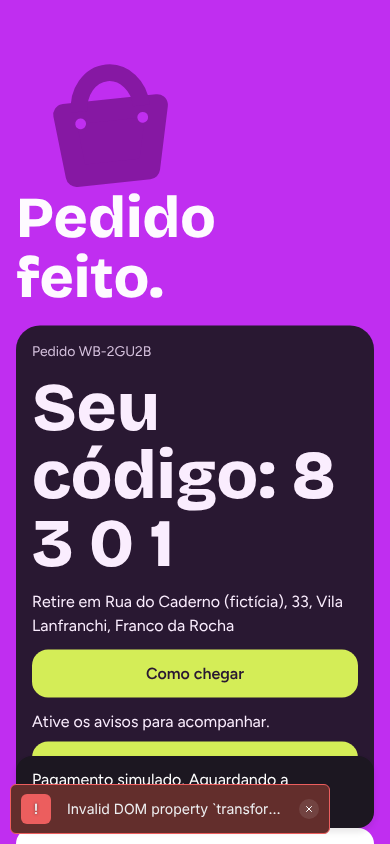 Pedido
feito.
Pedido WB-2GU2B
Seu
código: 8
3 0 1
Retire em Rua do Caderno (fictícia), 33, Vila
Lanfranchi, Franco da Rocha
Como chegar
Ative os avisos para acompanhar.
Pagamento simulado. Aguardando a
! Invalid DOM property `transfor...